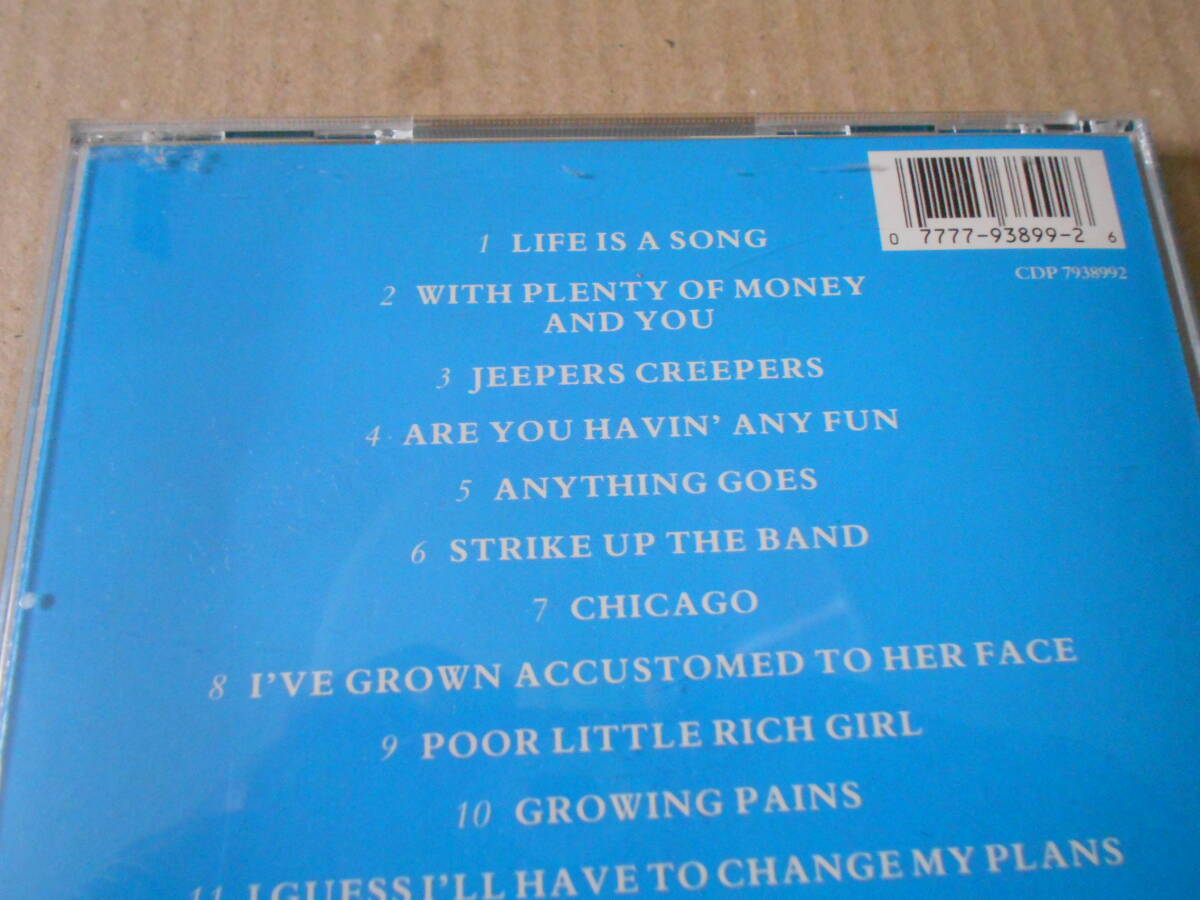 0 7777-93899-2 6
CDP 7938992
1 LIFE IS A SONG
2 WITH PLENTY OF MONEY
AND YOU
3 JEEPERS CREEPERS
4 ARE YOU HAVIN' ANY FUN
5 ANYTHING GOES
6 STRIKE UP THE BAND
7 CHICAGO
8 I'VE GROWN ACCUSTOMED TO HER FACE
9 POOR LITTLE RICH GIRL
10 GROWING PAINS
11 I GUESS I'LL HAVE TO CHANGE MY PLANS